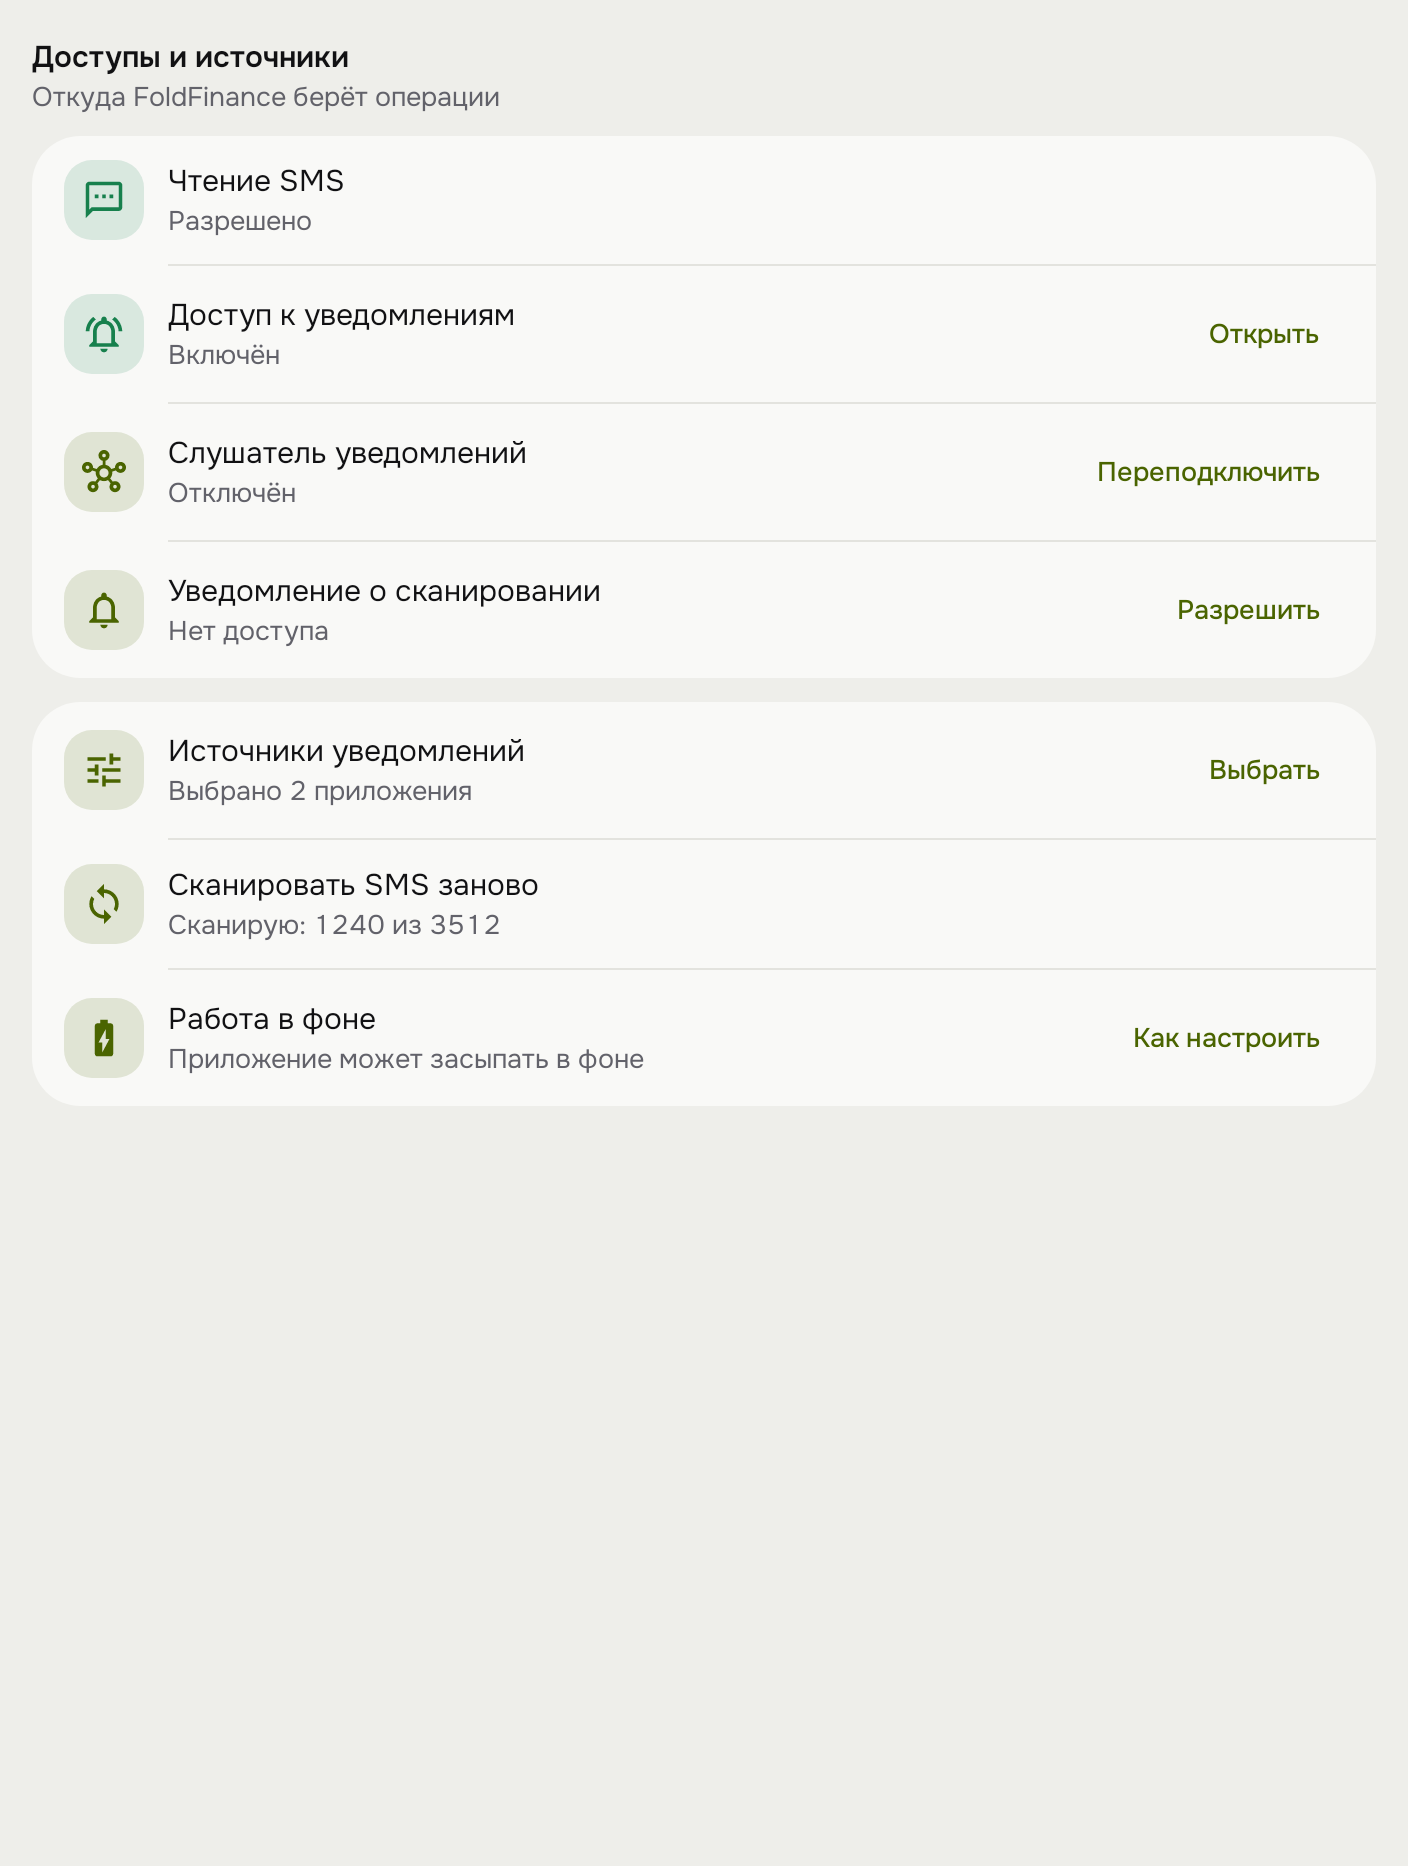 Доступы и источники
Откуда FoldFinance берёт операции
Чтение SMS
Разрешено
Доступ к уведомлениям
Включён
Открыть
Слушатель уведомлений
Отключён
Переподключить
Уведомление о сканировании
Нет доступа
Разрешить
Источники уведомлений
Выбрано 2 приложения
Выбрать
Сканировать SMS заново
Сканирую: 1240 из 3512
Работа в фоне
Приложение может засыпать в фоне
Как настроить